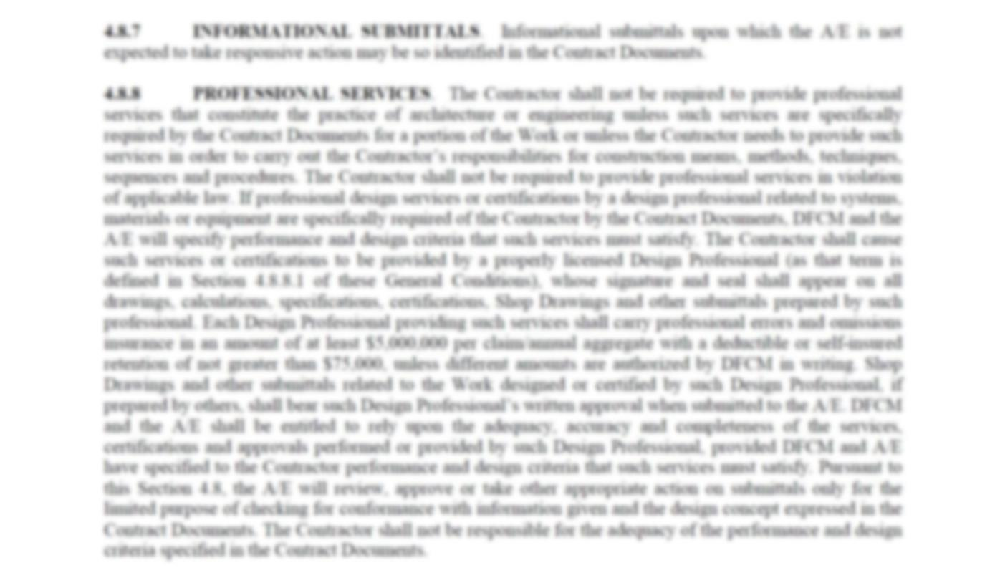 4.8.7 INFORMATIONAL SUBMITTALS. Informational submittals upon which the A/E is not
expected to take responsive action may be so identified in the Contract Documents.
4.8.8 PROFESSIONAL SERVICES. The Contractor shall not be required to provide professional
services that constitute the practice of architecture or engineering unless such services are specifically
required by the Contract Documents for a portion of the Work or unless the Contractor needs to provide such
services in order to carry out the Contractor's responsibilities for construction means, methods, techniques,
sequences and procedures. The Contractor shall not be required to provide professional services in violation
of applicable law. If professional design services or certifications by a design professional related to systems,
materials or equipment are specifically required of the Contractor by the Contract Documents, DFCM and the
A/E will specify performance and design criteria that such services must satisfy. The Contractor shall cause
such services or certifications to be provided by a properly licensed Design Professional (as that term is
defined in Section 4.8.8.1 of these General Conditions), whose signature and seal shall appear on all
drawings, calculations, specifications, certifications, Shop Drawings and other submittals prepared by such
professional. Each Design Professional providing such services shall carry professional errors and omissions
insurance in an amount of at least $5,000,000 per claim/annual aggregate with a deductible or self-insured
retention of not greater than $75,000, unless different amounts are authorized by DFCM in writing. Shop
Drawings and other submittals related to the Work designed or certified by such Design Professional, if
prepared by others, shall bear such Design Professional's written approval when submitted to the A/E. DFCM
and the A/E shall be entitled to rely upon the adequacy, accuracy and completeness of the services,
certifications and approvals performed or provided by such Design Professional, provided DFCM and A/E
have specified to the Contractor performance and design criteria that such services must satisfy. Pursuant to
this Section 4.8, the A/E will review, approve or take other appropriate action on submittals only for the
limited purpose of checking for conformance with information given and the design concept expressed in the
Contract Documents. The Contractor shall not be responsible for the adequacy of the performance and design
criteria specified in the Contract Documents.